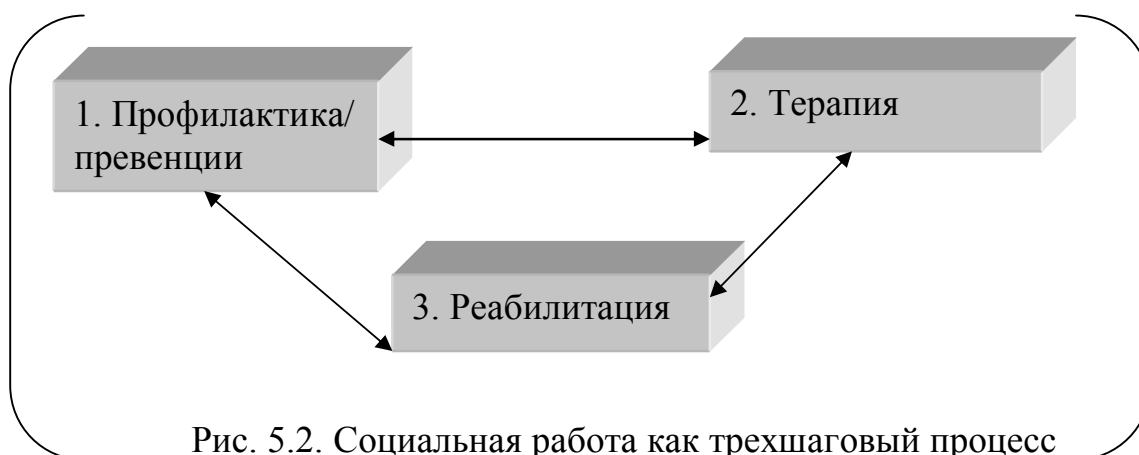 1. Профилактика/
превенции
2. Терапия
3. Реабилитация
Рис. 5.2. Социальная работа как трехшаговый процесс